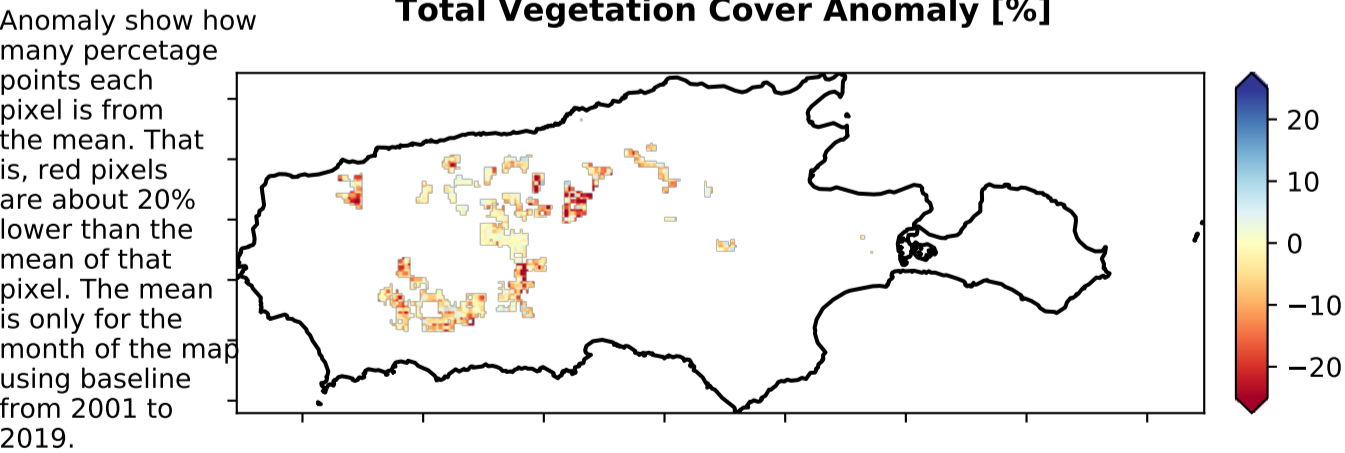 Total Vegetation Cover Anomaly [%]
Anomaly show how
many percetage
points each
pixel is from
the mean. That
is, red pixels
are about 20%
lower than the
mean of that
pixel. The mean
is only for the
month of the map
using baseline
from 2001 to
2019.
20
10
0
−10
−20